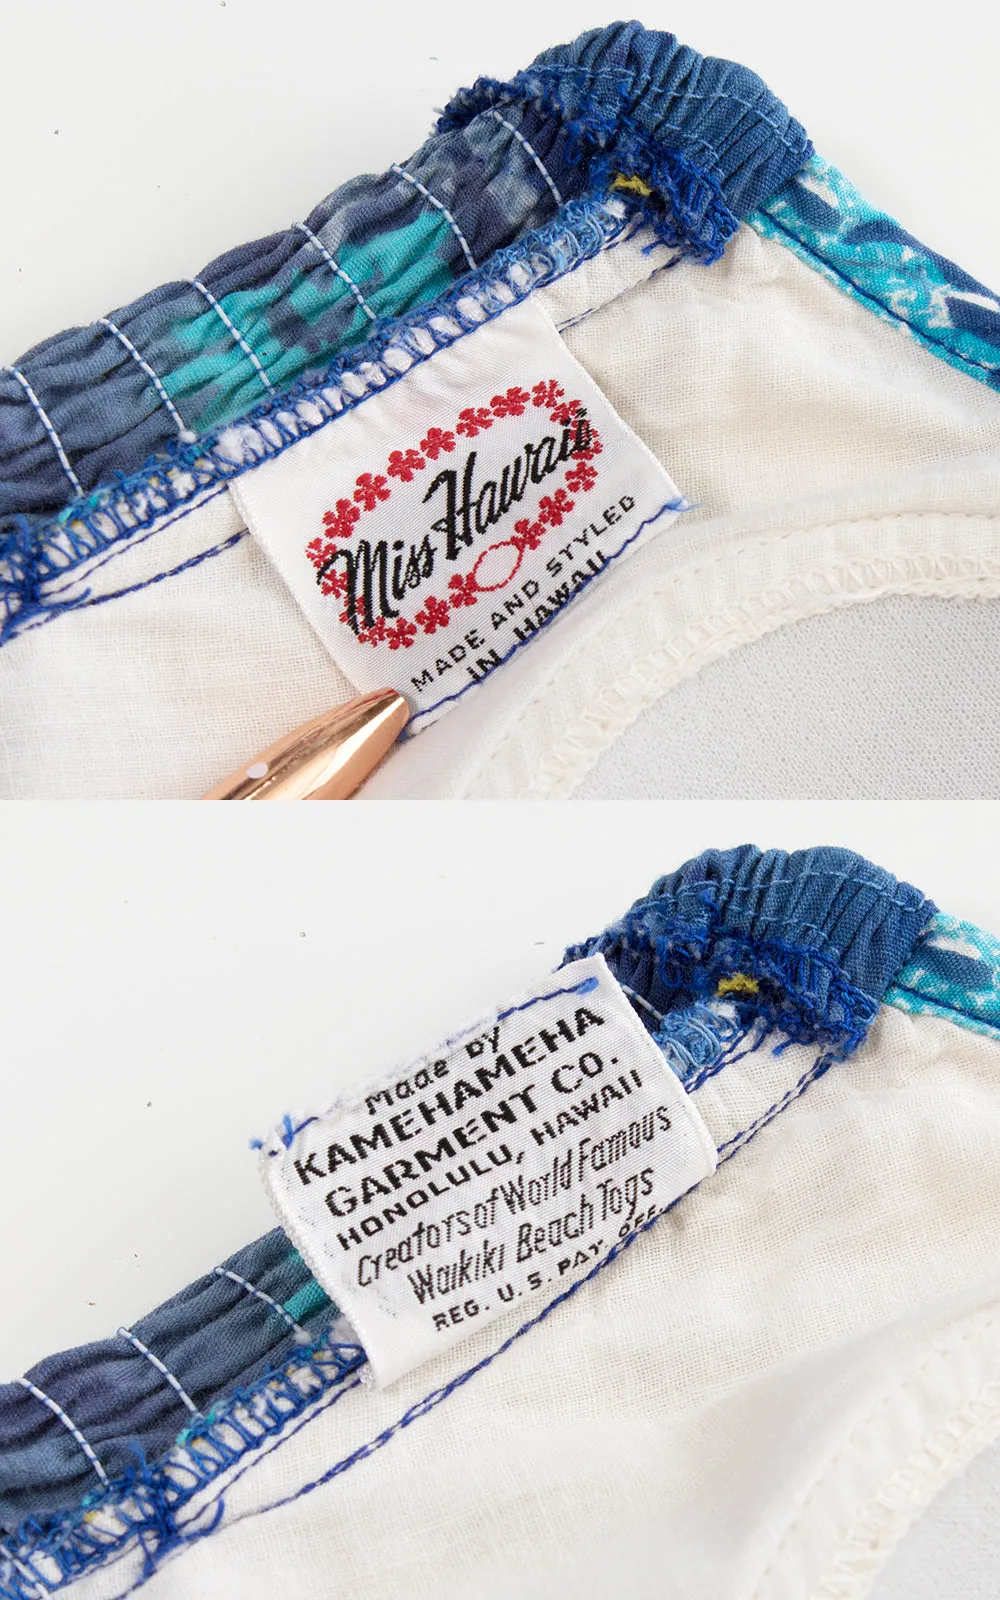 Miss Hawaii
MADE AND STYLED
IN HAWAII
Made by
KAMEHAMEHA
GARMENT CO.
HONOLULU, HAWAII
Creators of World Famous
Waikiki Beach Togs
REG. U.S. PAT. OFF.